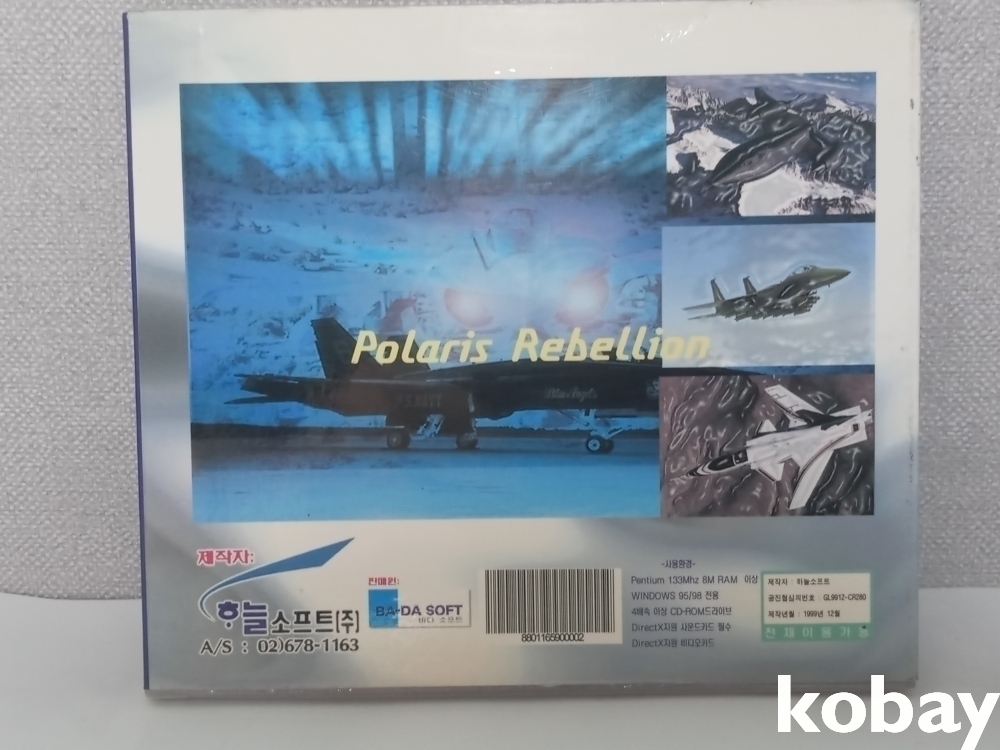 Polaris Rebellion
U.S. NAVY
Blue Angels
제작자:
하늘소프트(주)
A/S : 02)678-1163
판매원:
BA-DA SOFT
바다 소프트
8801165900002
-사용환경-
Pentium 133Mhz 8M RAM 이상
WINDOWS 95/98 전용
4배속 이상 CD-ROM드라이브
DirectX지원 사운드카드 필수
DirectX지원 비디오카드
제작자 : 하늘소프트
공진협심의번호 : GL9912-CR280
제작년월 : 1999년 12월
전체이용가능
kobay